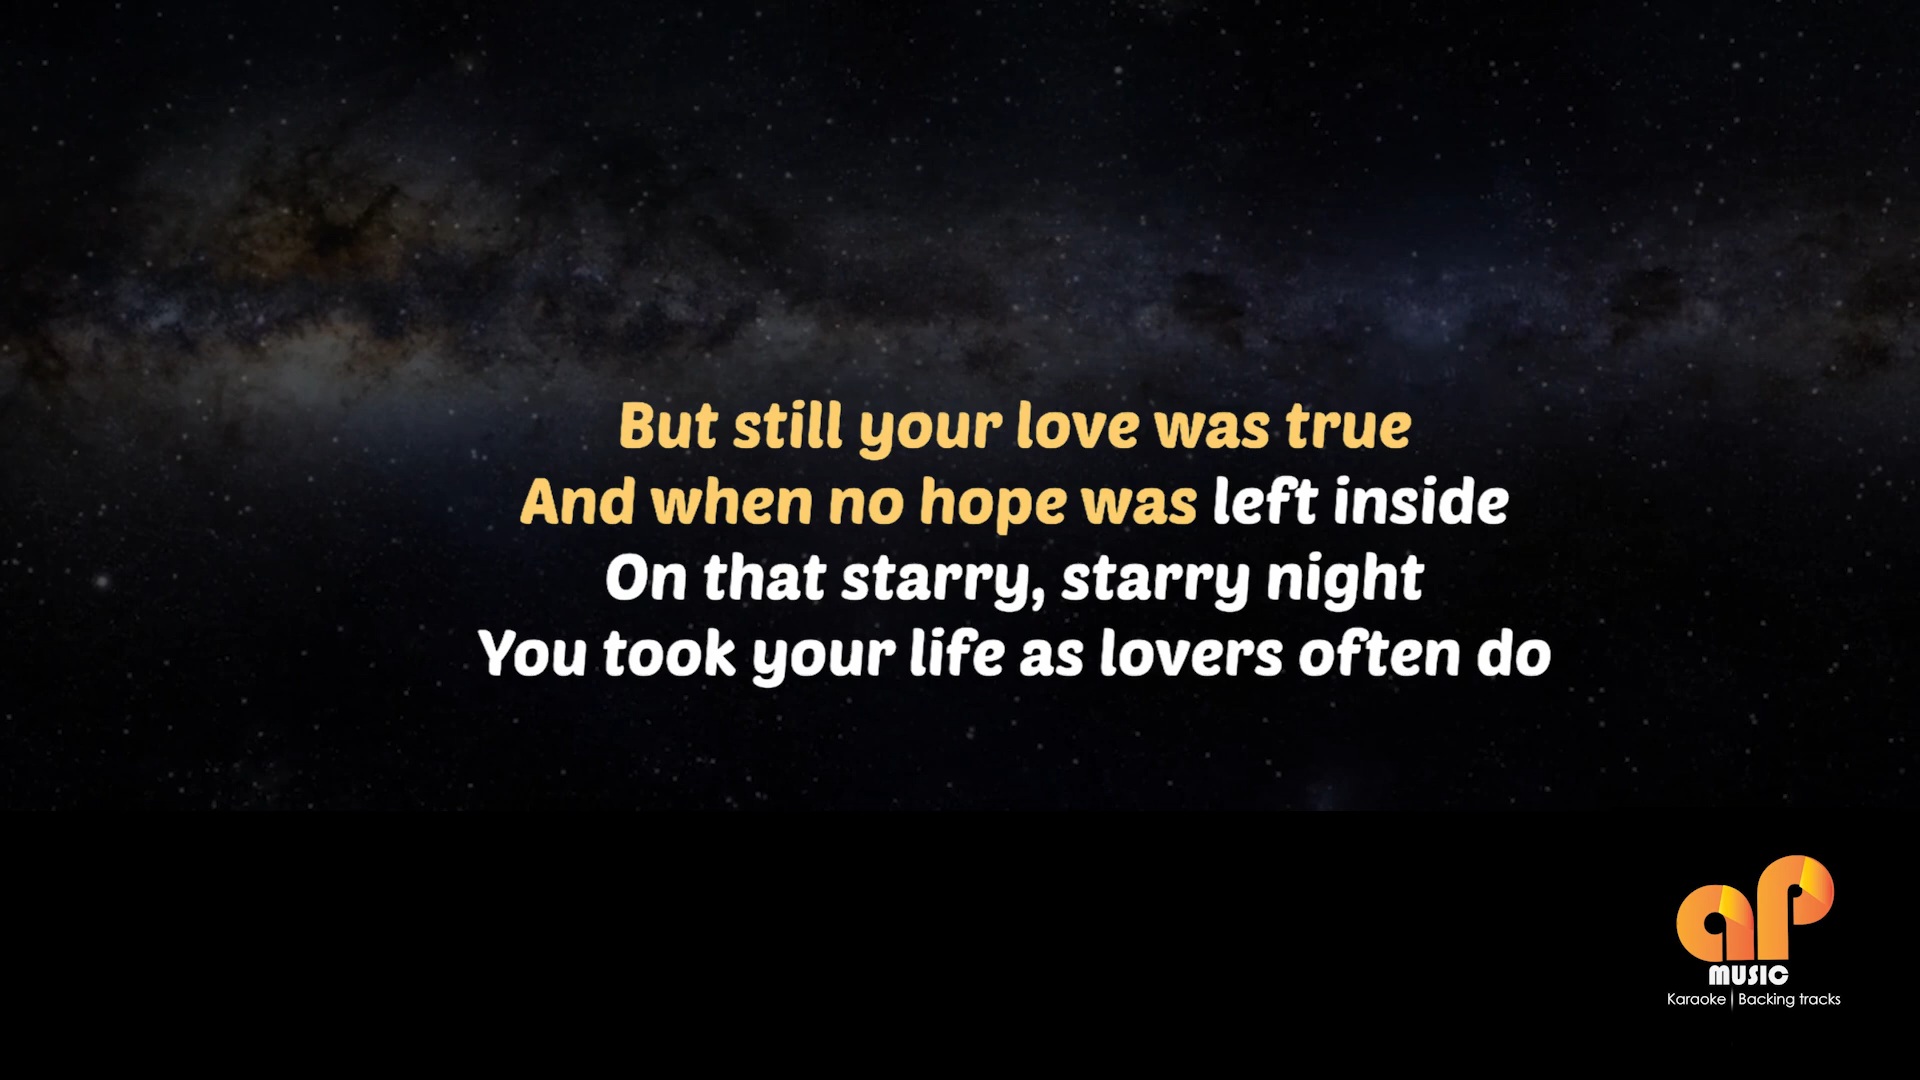 But still your love was true
And when no hope was left inside
On that starry, starry night
You took your life as lovers often do
ap
MUSIC
Karaoke | Backing tracks